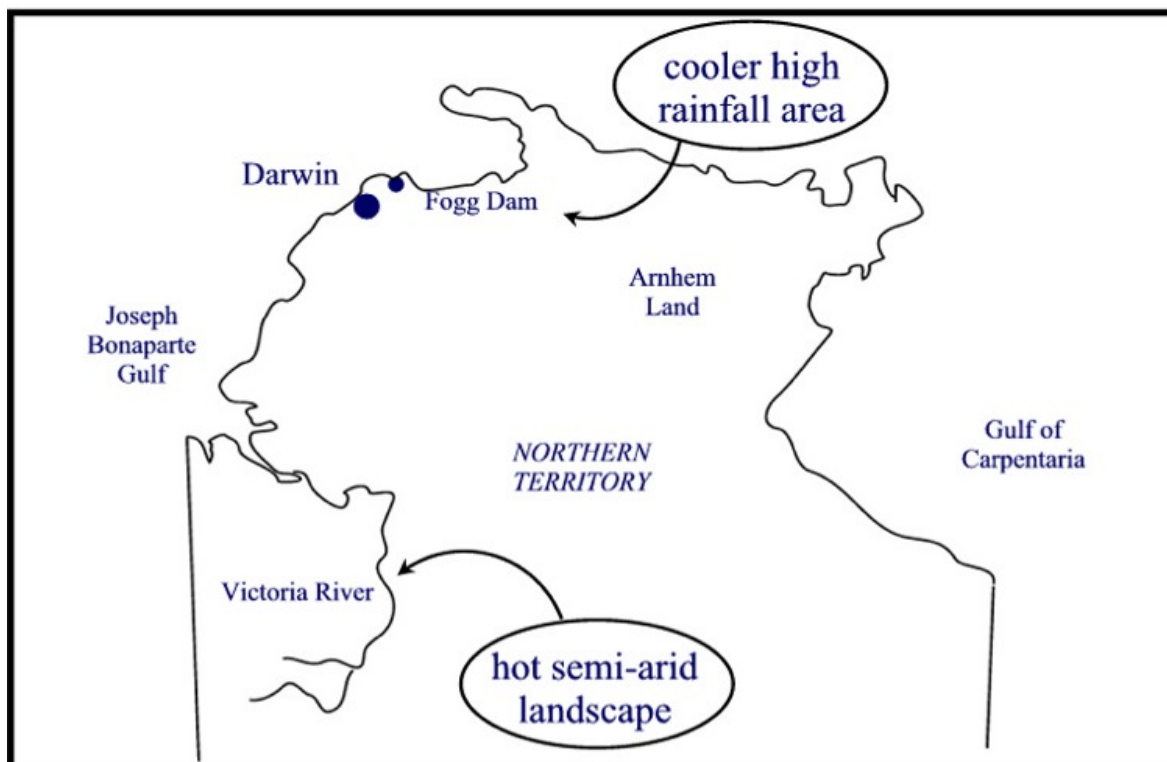 cooler high
rainfall area
Darwin
Fogg Dam
Arnhem
Land
Joseph
Bonaparte
Gulf
Gulf of
Carpentaria
NORTHERN
TERRITORY
Victoria River
hot semi-arid
landscape